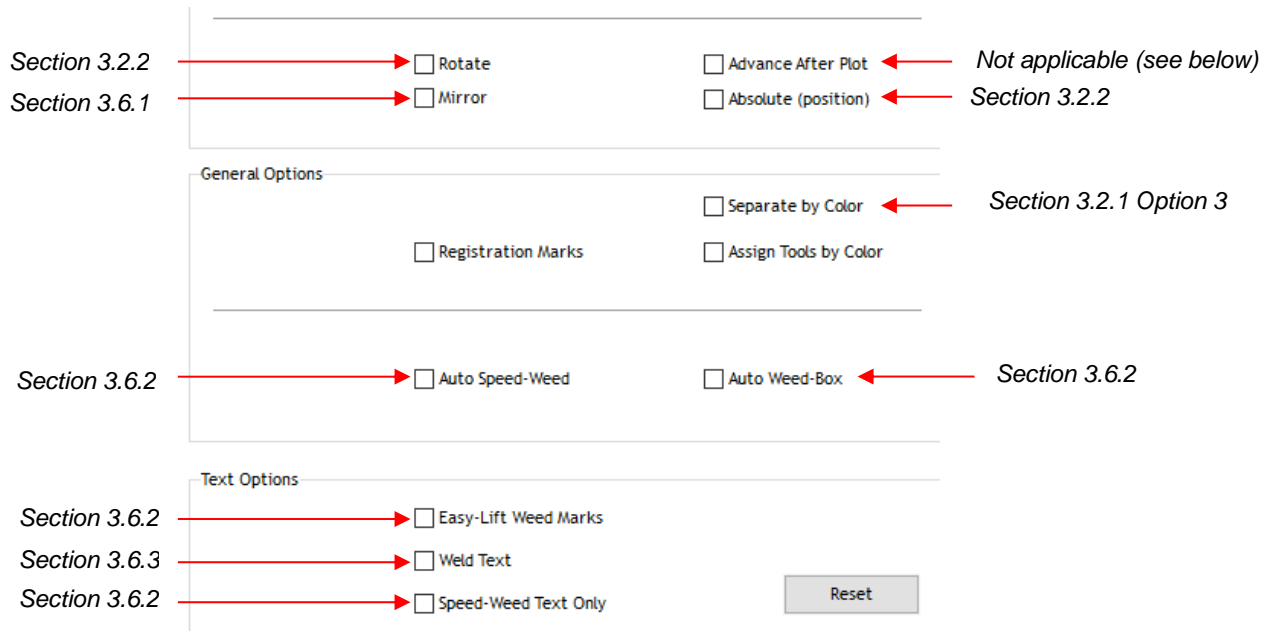 Section 3.2.2 Rotate Advance After Plot Not applicable (see below)
Section 3.6.1 Mirror Absolute (position) Section 3.2.2
General Options
Separate by Color Section 3.2.1 Option 3
Registration Marks Assign Tools by Color
Section 3.6.2 Auto Speed-Weed Auto Weed-Box Section 3.6.2
Text Options
Section 3.6.2 Easy-Lift Weed Marks
Section 3.6.3 Weld Text
Section 3.6.2 Speed-Weed Text Only Reset